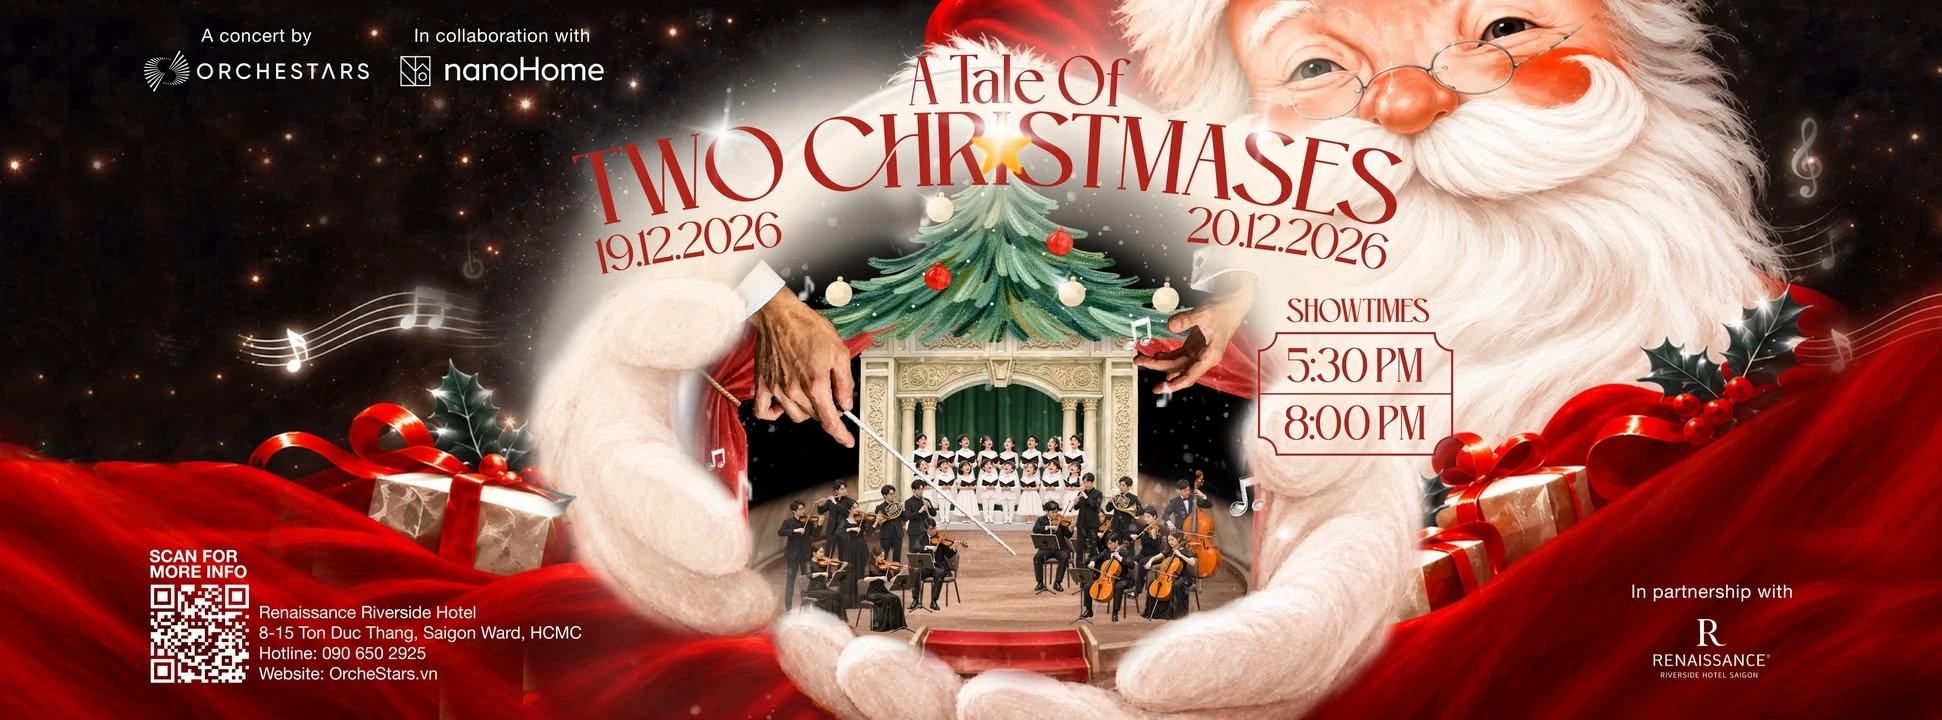 A concert by
ORCHESTARS
In collaboration with
nanoHome
A Tale Of
TWO CHRISTMASES
19.12.2026
20.12.2026
SHOWTIMES
5:30 PM
8:00 PM
SCAN FOR
MORE INFO
Renaissance Riverside Hotel
8-15 Ton Duc Thang, Saigon Ward, HCMC
Hotline: 090 650 2925
Website: OrcheStars.vn
In partnership with
R
RENAISSANCE®
RIVERSIDE HOTEL SAIGON